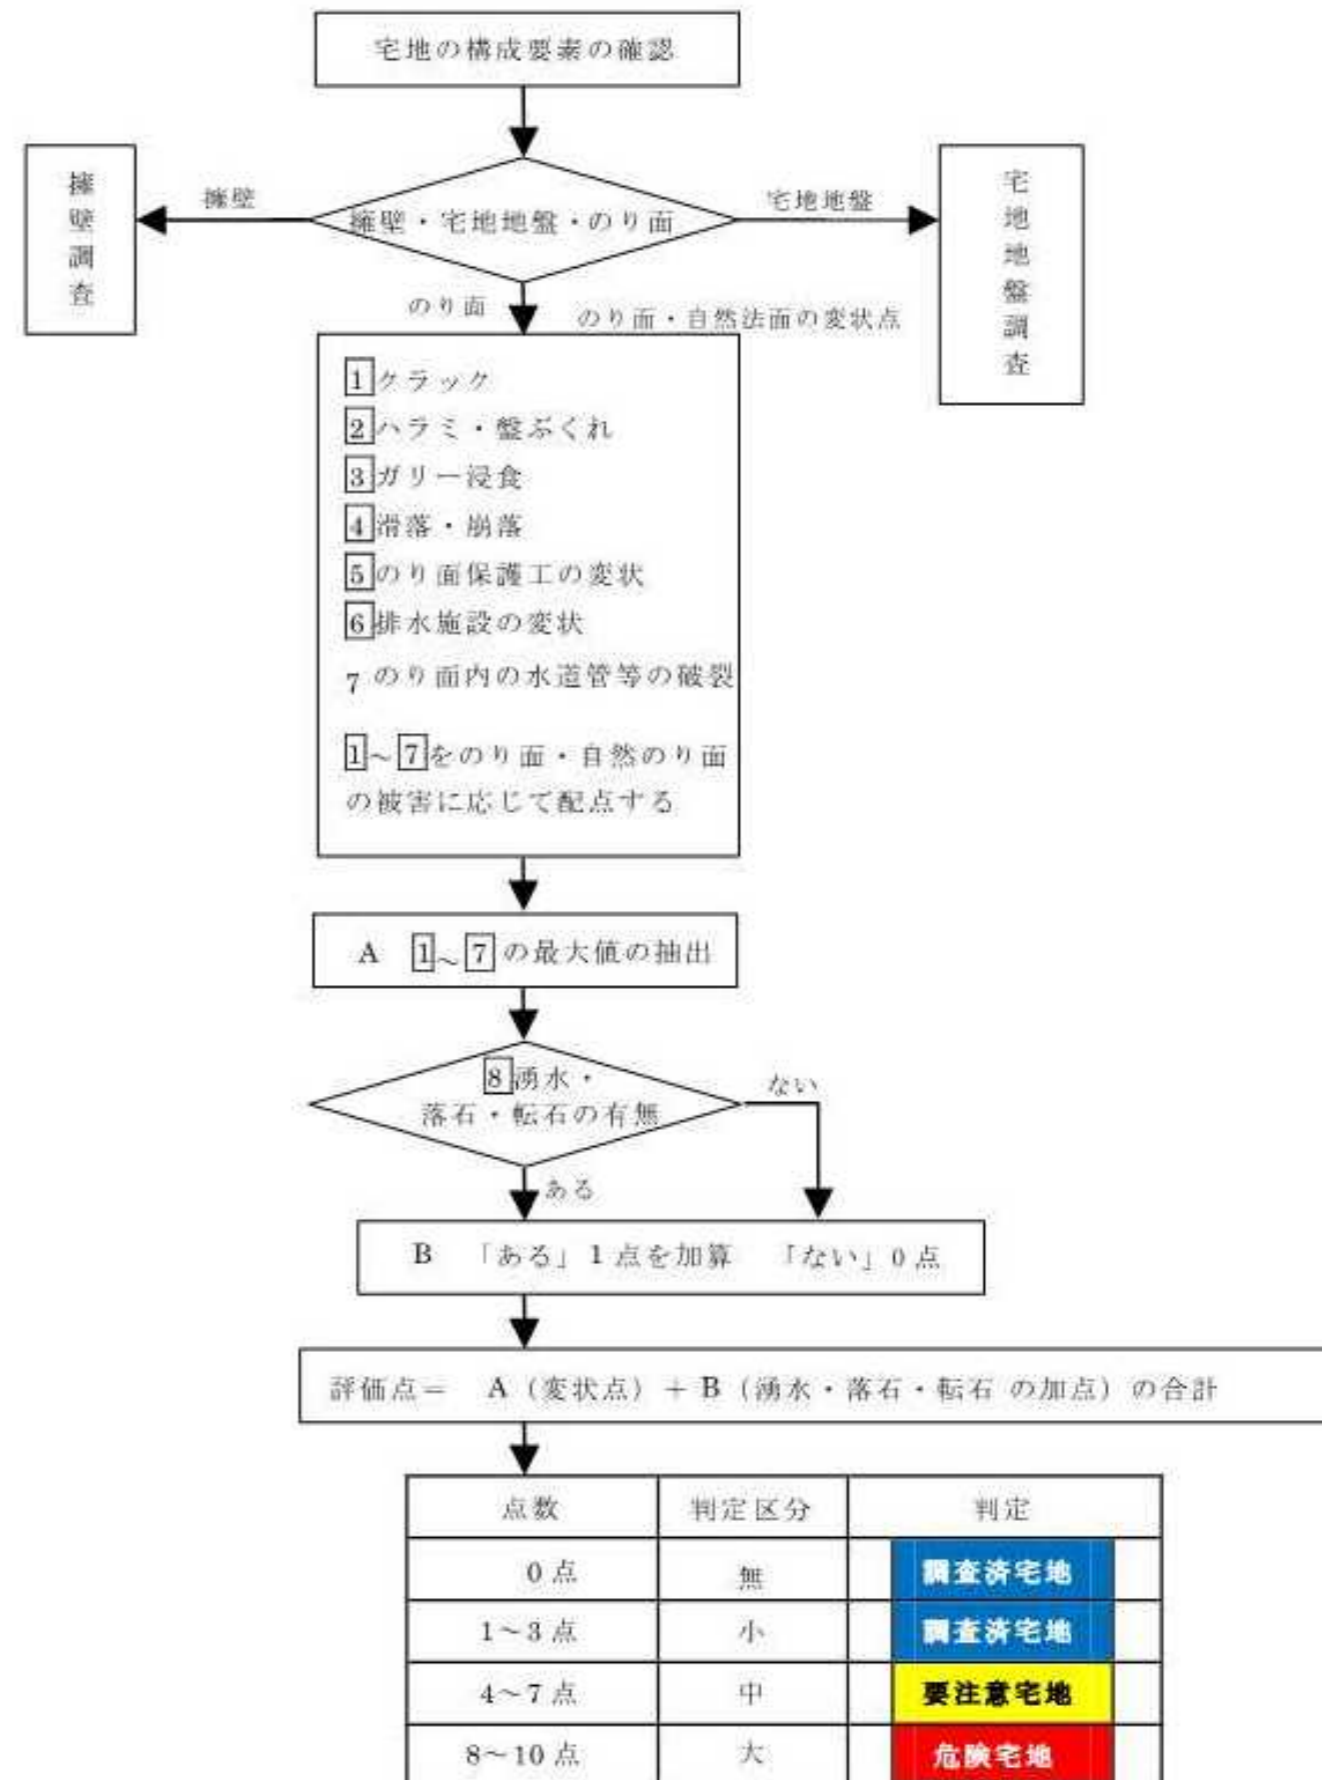 宅地の構成要素の確認
擁壁・宅地地盤・のり面
擁壁
擁壁調査
宅地地盤
宅地地盤調査
のり面
のり面・自然法面の変状点
1クラック
2ハラミ・盤ぶくれ
3ガリー浸食
4滑落・崩落
5のり面保護工の変状
6排水施設の変状
7 のり面内の水道管等の破裂
1~7をのり面・自然のり面
の被害に応じて配点する
A 1~7の最大値の抽出
8湧水・
落石・転石の有無
ない
ある
B 「ある」1点を加算 「ない」0点
評価点= A(変状点)+B(湧水・落石・転石 の加点)の合計
点数 判定区分 判定
0点 無 調査済宅地
1~3点 小 調査済宅地
4~7点 中 要注意宅地
8~10点 大 危険宅地